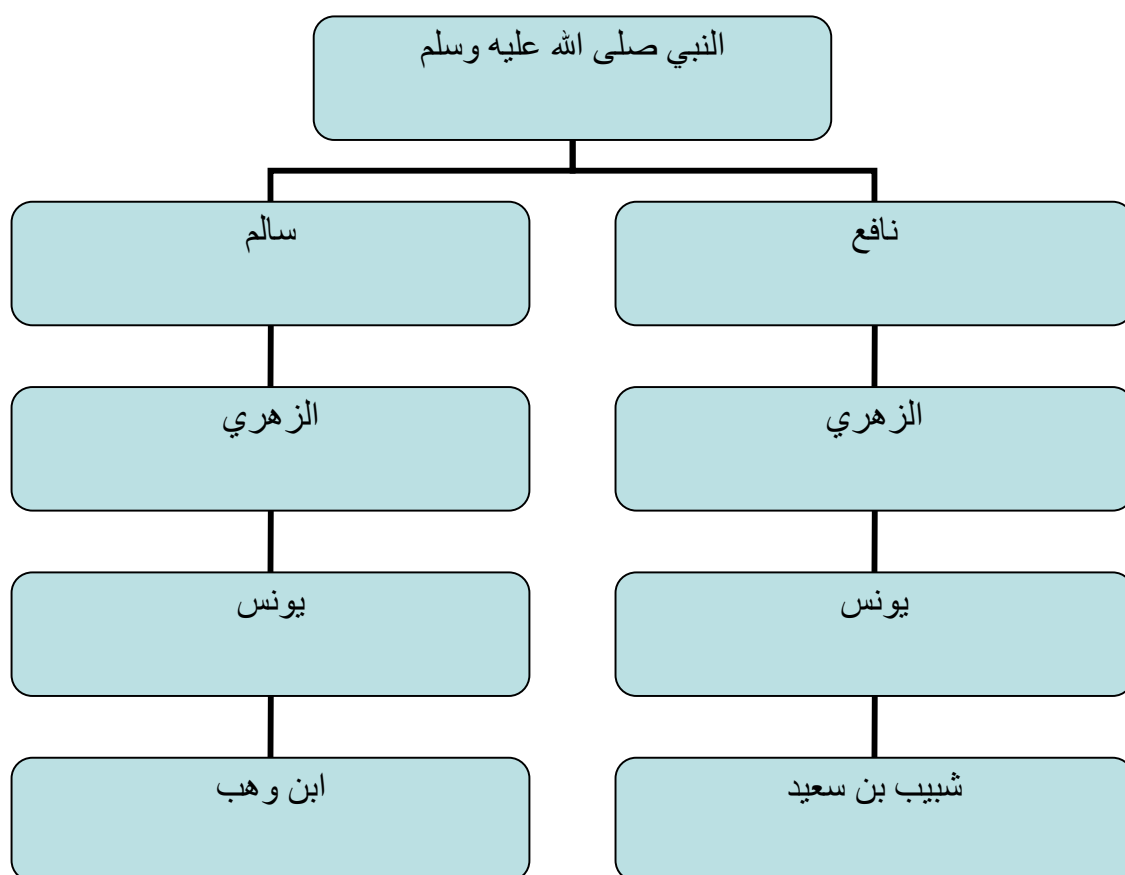 النبي صلى الله عليه وسلم
نافع
سالم
الزهري
الزهري
يونس
يونس
شبيب بن سعيد
ابن وهب